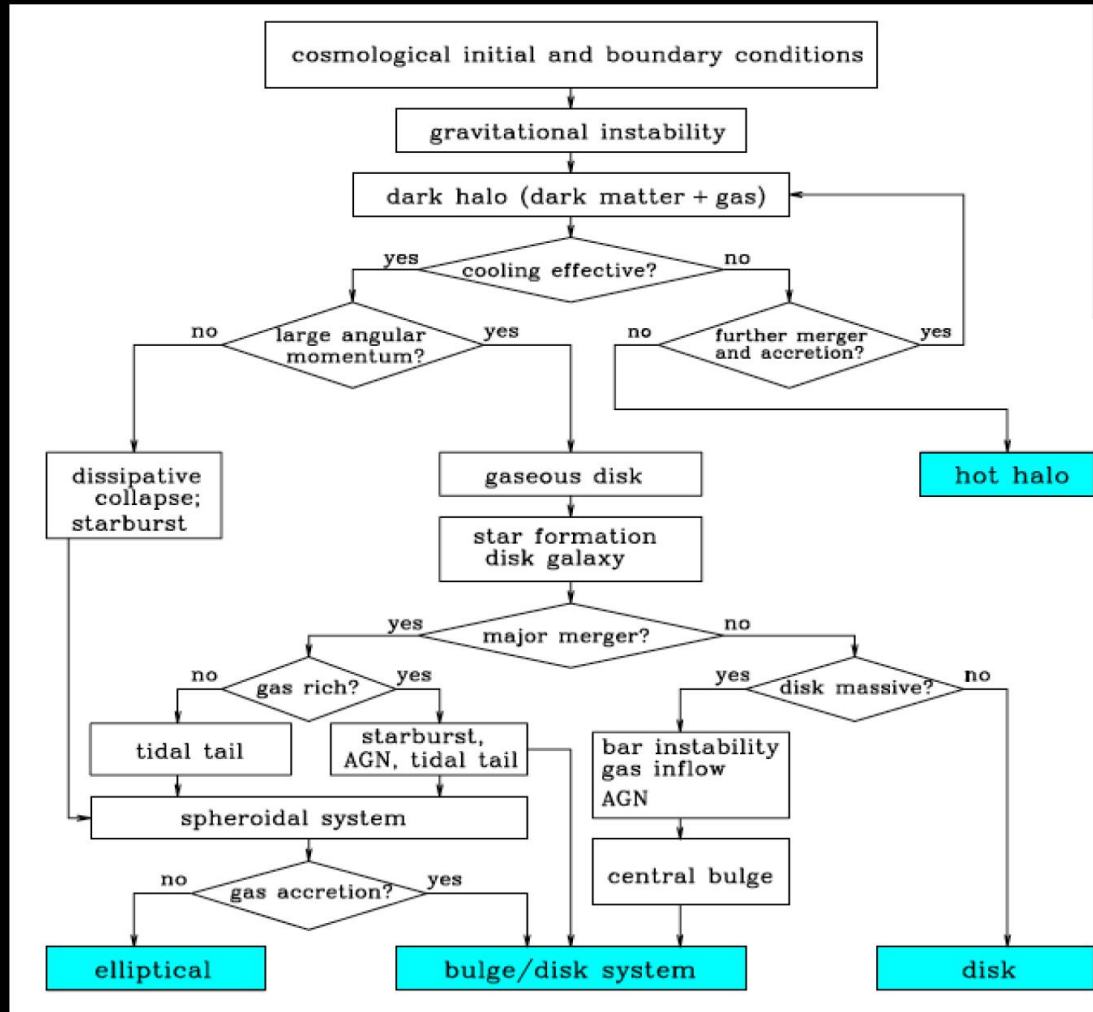 cosmological initial and boundary conditions
gravitational instability
dark halo (dark matter + gas)
yes
cooling effective?
no
no
large angular
momentum?
yes
no
further merger
and accretion?
yes
dissipative
collapse;
starburst
gaseous disk
hot halo
star formation
disk galaxy
yes
major merger?
no
no
gas rich?
yes
yes
disk massive?
no
tidal tail
starburst,
AGN, tidal tail
bar instability
gas inflow
AGN
spheroidal system
no
gas accretion?
yes
central bulge
elliptical
bulge/disk system
disk